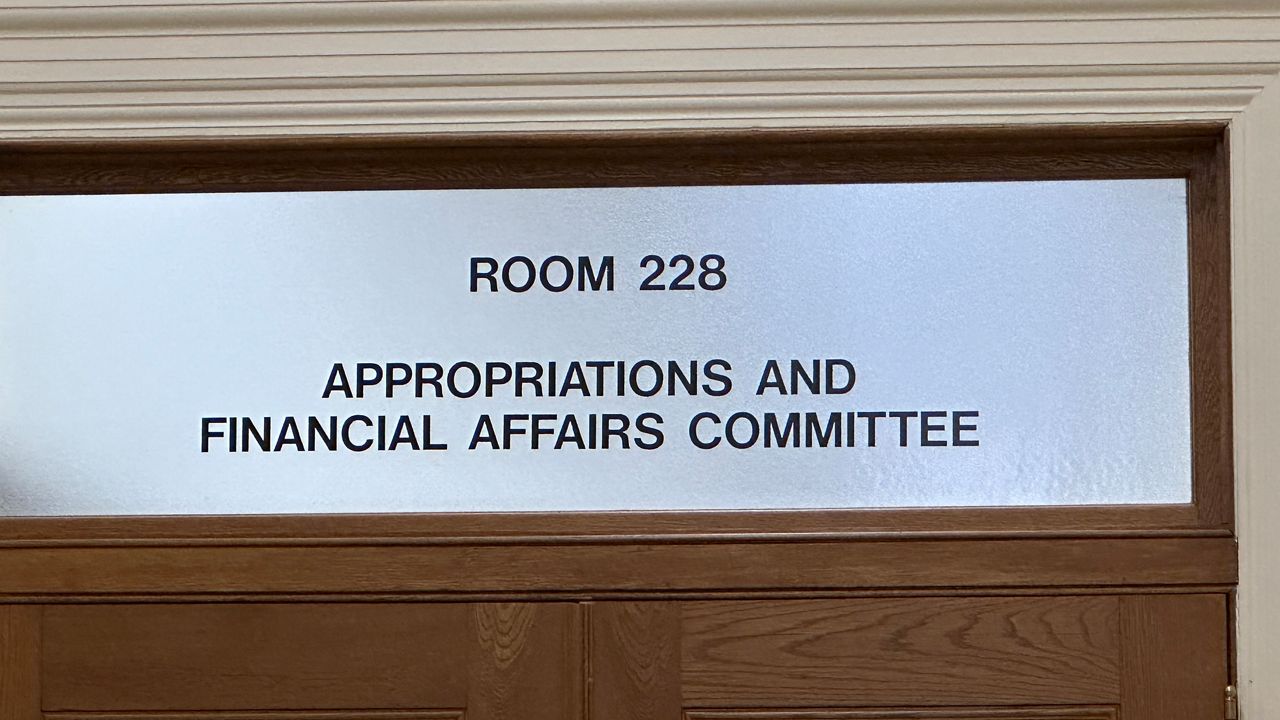 ROOM 228
APPROPRIATIONS AND
FINANCIAL AFFAIRS COMMITTEE